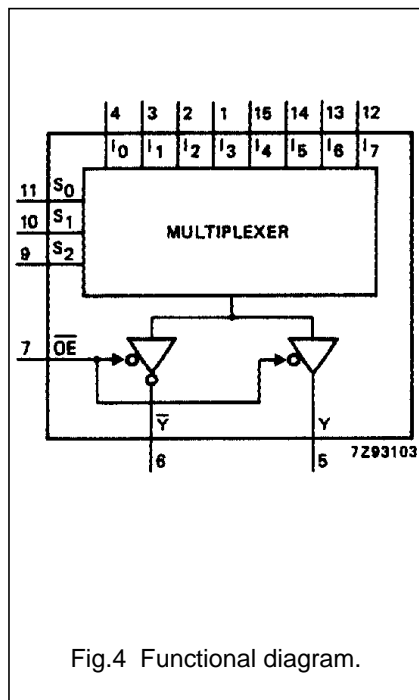 4 3 2 1 15 14 13 12
I0 I1 I2 I3 I4 I5 I6 I7
11 S0
10 S1
9 S2
MULTIPLEXER
7 OE
Y Y
7Z93103
6 5
Fig.4 Functional diagram.